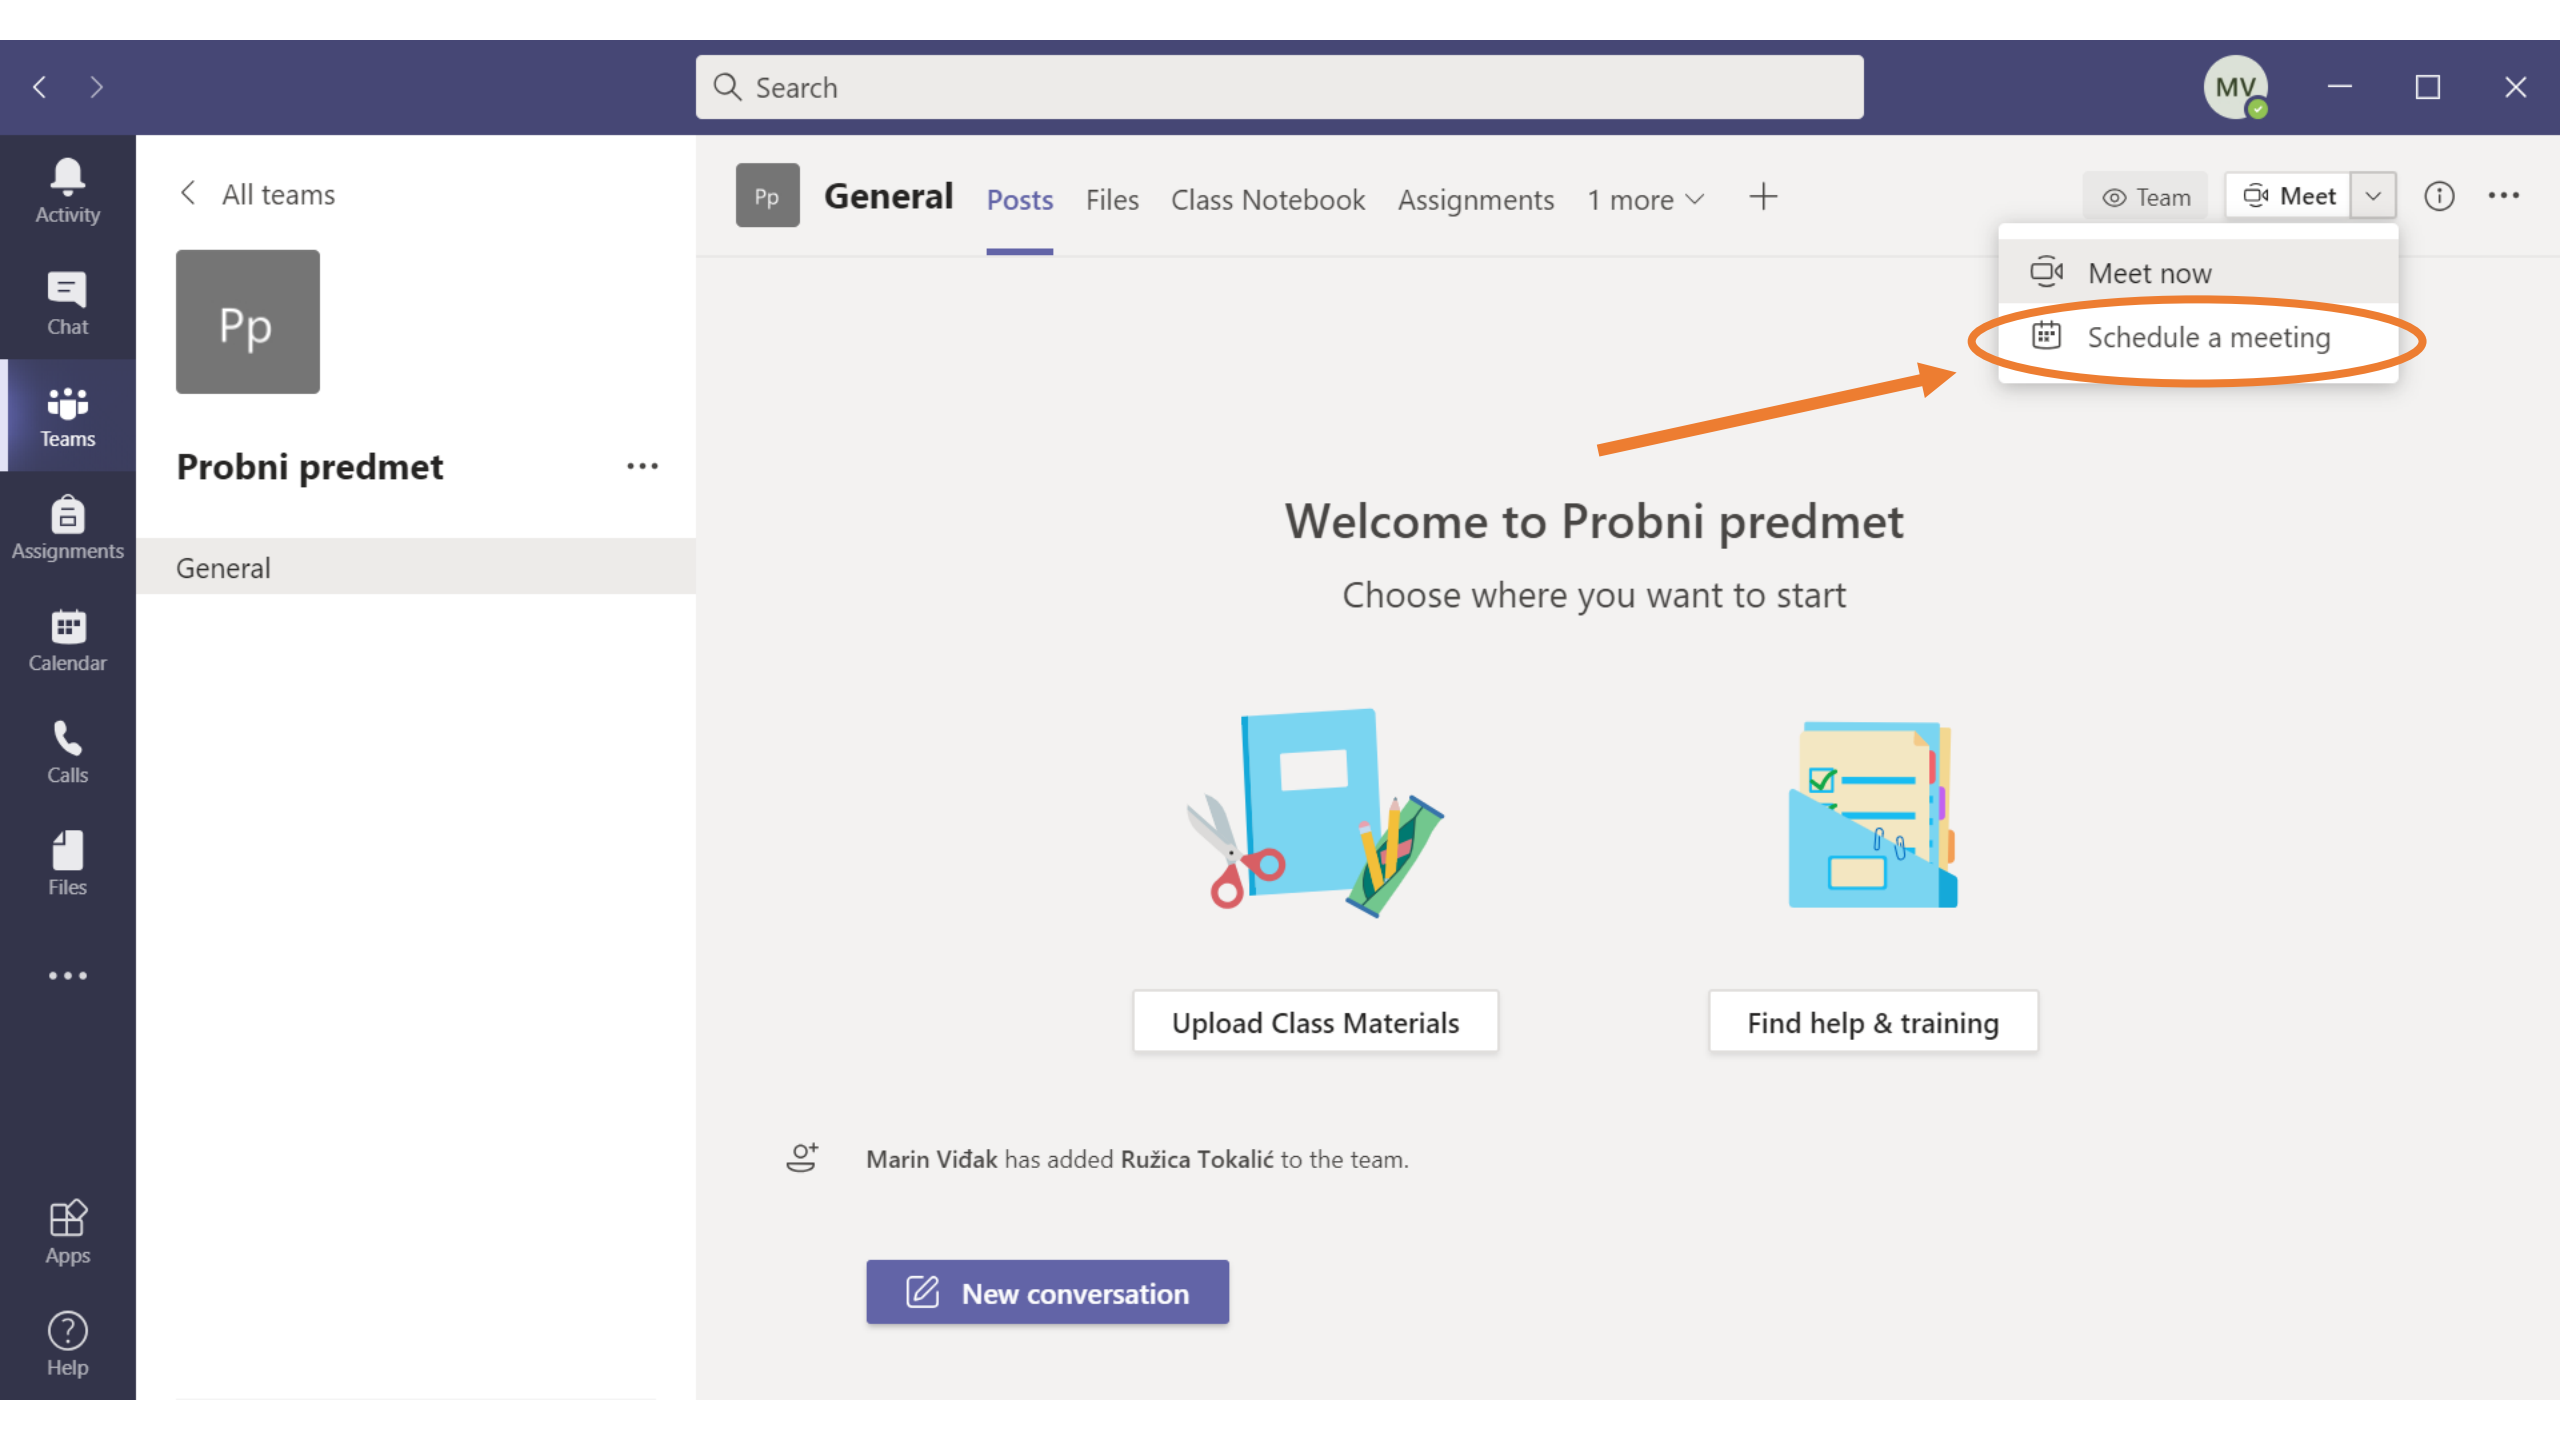 Search
MV
Activity
Chat
Teams
Assignments
Calendar
Calls
Files
Apps
Help
All teams
Pp
Probni predmet
General
Pp General Posts Files Class Notebook Assignments 1 more
Team Meet
Meet now
Schedule a meeting
Welcome to Probni predmet
Choose where you want to start
Upload Class Materials
Find help & training
Marin Viđak has added Ružica Tokalić to the team.
New conversation